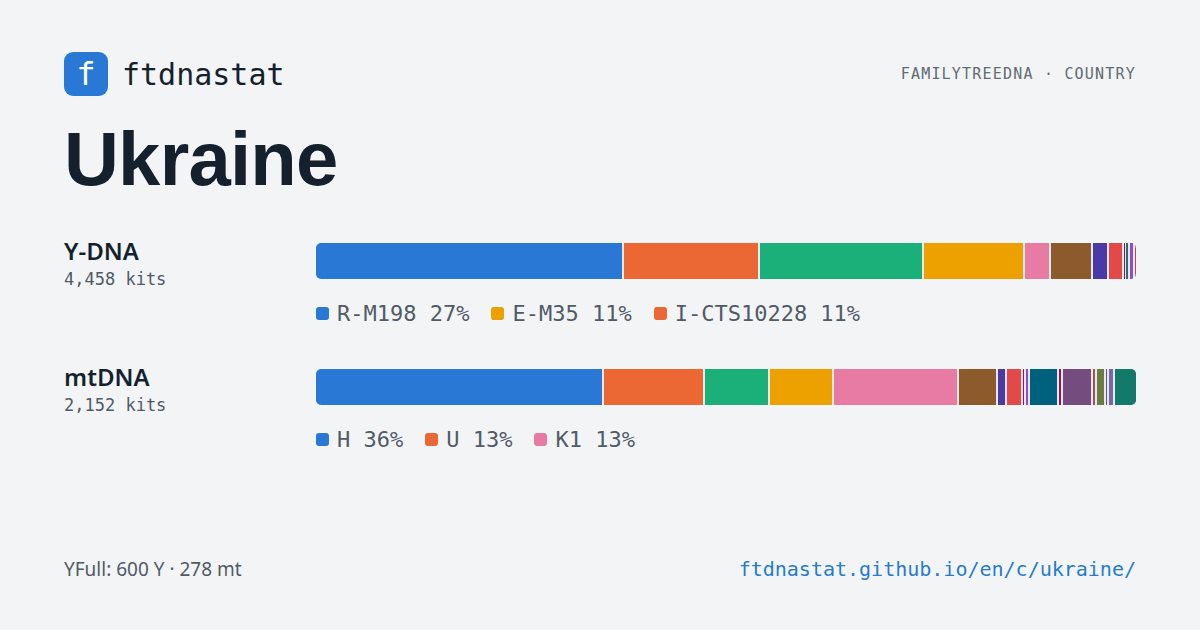 f ftdnastat
FAMILYTREEDNA · COUNTRY
Ukraine
Y-DNA
4,458 kits
R-M198 27% E-M35 11% I-CTS10228 11%
mtDNA
2,152 kits
H 36% U 13% K1 13%
YFull: 600 Y · 278 mt
ftdnastat.github.io/en/c/ukraine/